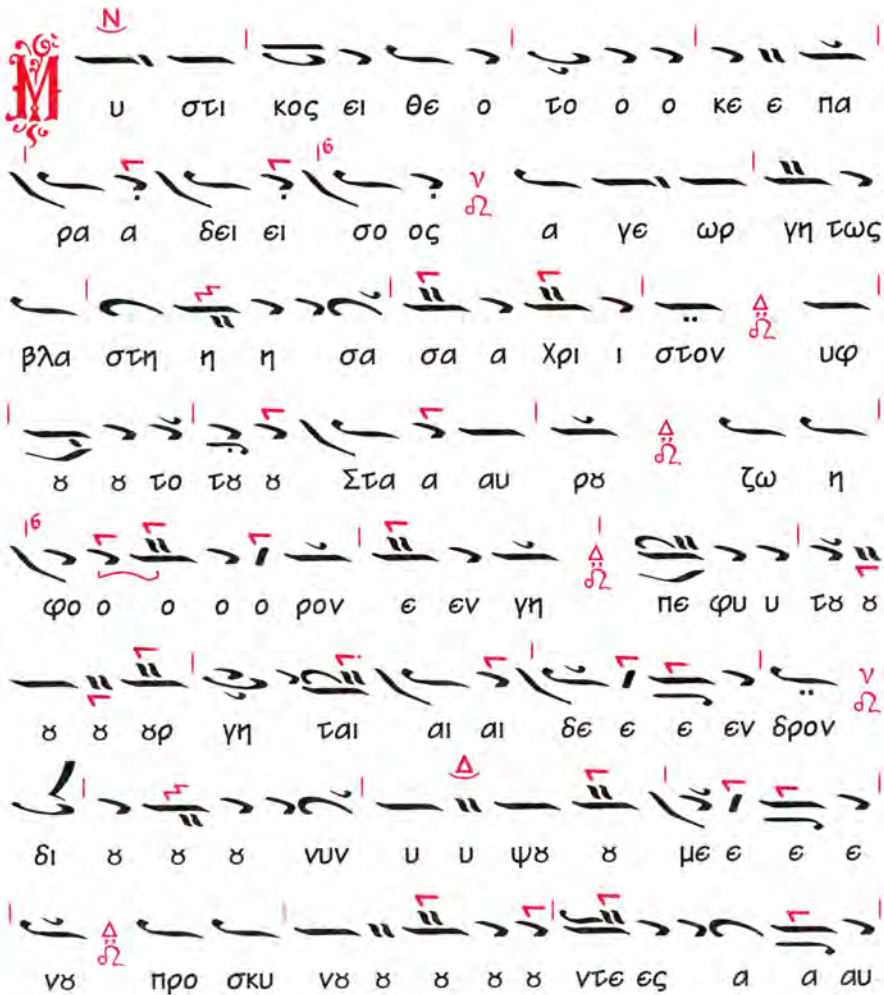 Μ υ στι κος ει θε ο το ο ο κε ε πα
ρα α δει ει σο ος α γε ωρ γη τως
βλα στη η η σα σα α Χρι ι στον υφ
ȣ ȣ το τȣ ȣ Στα α αυ ρȣ ζω η
φο ο ο ο ο ρον ε εν γη πε φυ υ τȣ ȣ
ȣ ȣ ȣρ γη ται αι αι δε ε ε εν δρον
δι ȣ ȣ ȣ νυν υ υ ψȣ ȣ με ε ε ε
νȣ προ σκυ νȣ ȣ ȣ ȣ ȣ ντε ες α α αυ